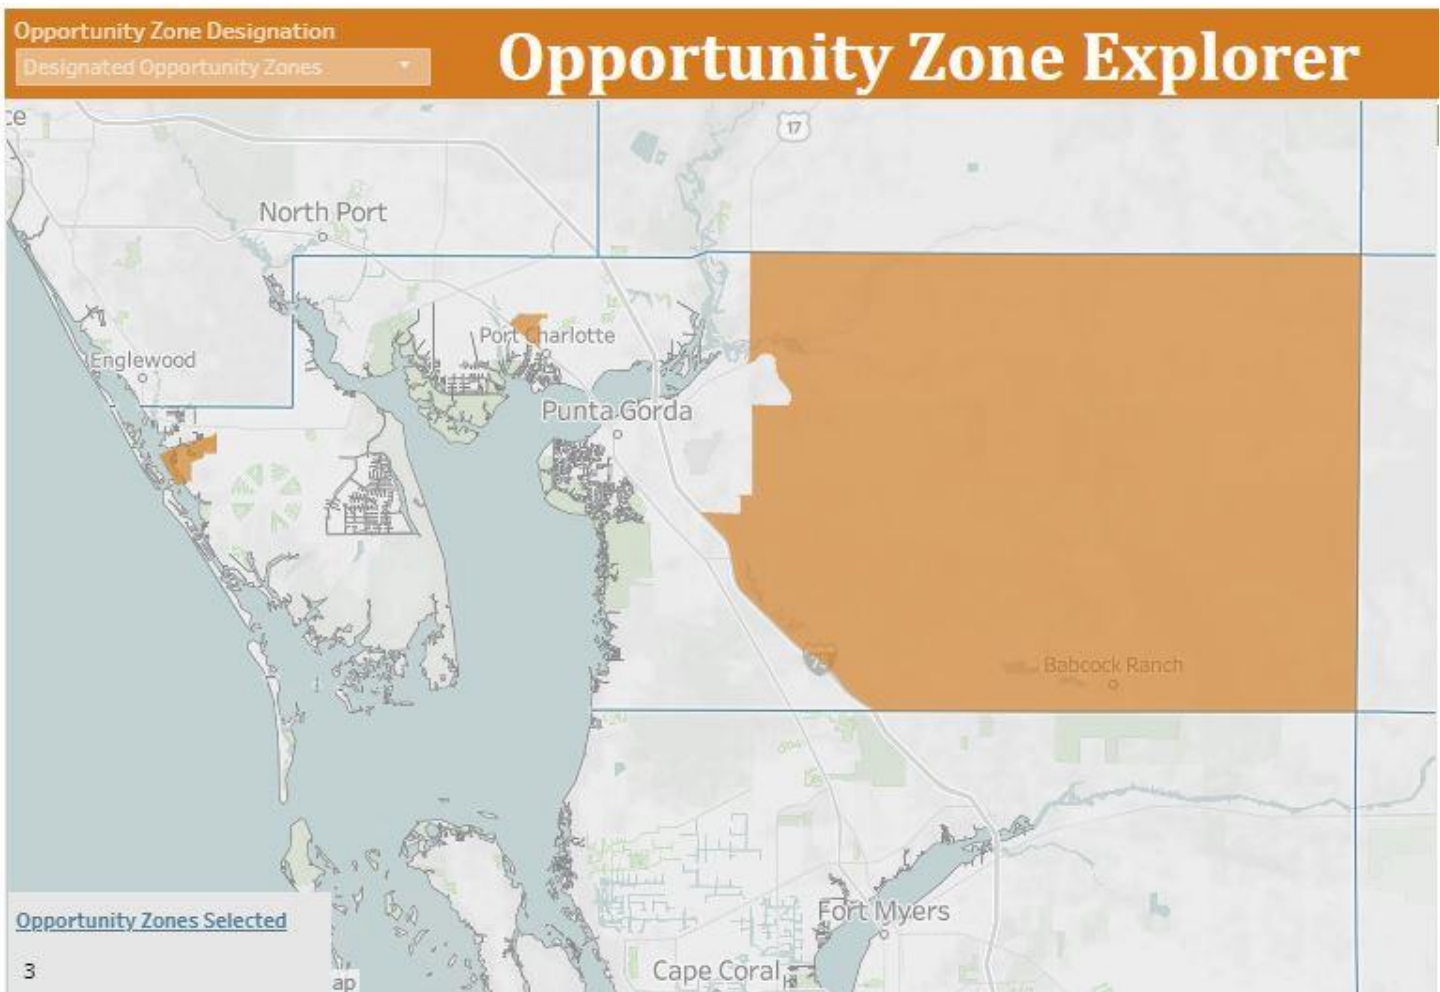 Opportunity Zone Designation
Designated Opportunity Zones
Opportunity Zone Explorer
17
North Port
Port Charlotte
Englewood
Punta Gorda
75
Babcock Ranch
Fort Myers
Opportunity Zones Selected
3
Cape Coral